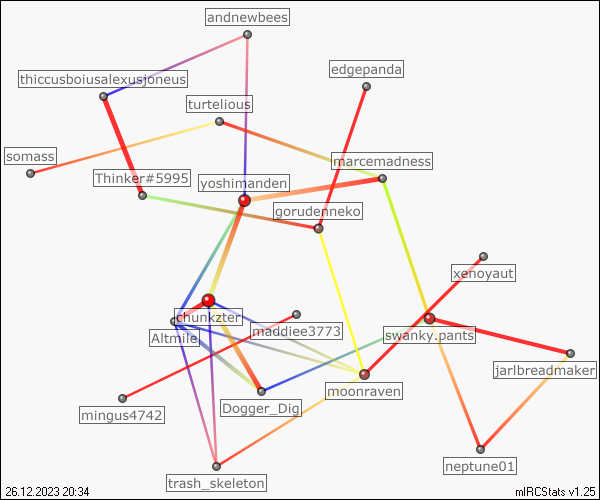 andnewbees
edgepanda
thiccusboiusalexusjoneus
turtelious
somass
marcemadness
Thinker#5995
yoshimanden
gorudenneko
xenoyaut
chunkzter
maddiee3773
Altmile
swanky.pants
jarlbreadmaker
moonraven
mingus4742
Dogger_Dig
neptune01
trash_skeleton
26.12.2023 20:34
mIRCStats v1.25